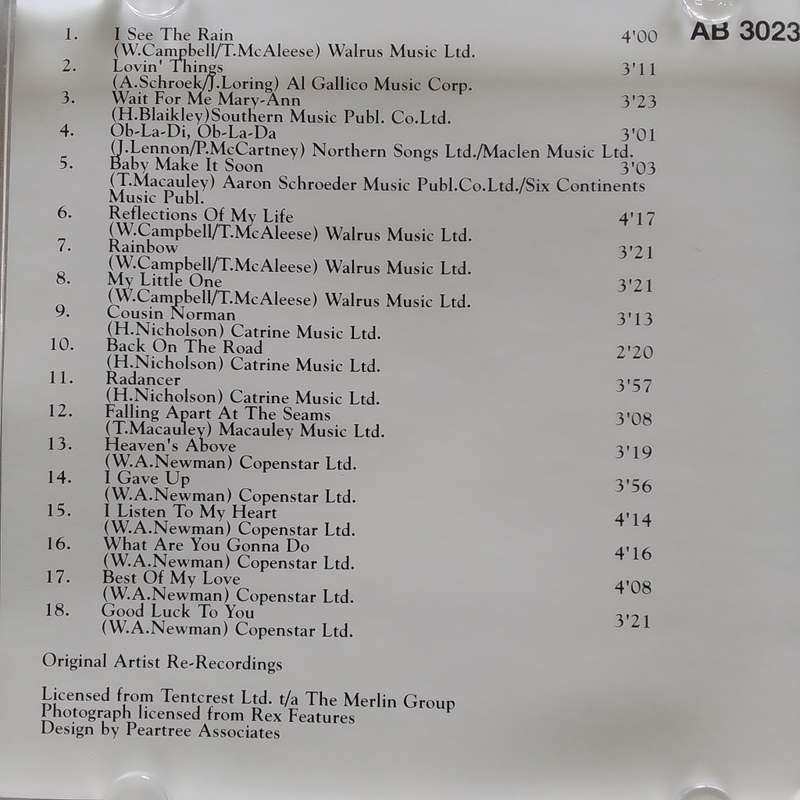 AB 3023
1. I See The Rain 4'00
(W.Campbell/T.McAleese) Walrus Music Ltd.
2. Lovin' Things 3'11
(A.Schroek/J.Loring) Al Gallico Music Corp.
3. Wait For Me Mary-Ann 3'23
(H.Blaikley)Southern Music Publ. Co.Ltd.
4. Ob-La-Di, Ob-La-Da 3'01
(J.Lennon/P.McCartney) Northern Songs Ltd./Maclen Music Ltd.
5. Baby Make It Soon 3'03
(T.Macauley) Aaron Schroeder Music Publ.Co.Ltd./Six Continents
Music Publ.
6. Reflections Of My Life 4'17
(W.Campbell/T.McAleese) Walrus Music Ltd.
7. Rainbow 3'21
(W.Campbell/T.McAleese) Walrus Music Ltd.
8. My Little One 3'21
(W.Campbell/T.McAleese) Walrus Music Ltd.
9. Cousin Norman 3'13
(H.Nicholson) Catrine Music Ltd.
10. Back On The Road 2'20
(H.Nicholson) Catrine Music Ltd.
11. Radancer 3'57
(H.Nicholson) Catrine Music Ltd.
12. Falling Apart At The Seams 3'08
(T.Macauley) Macauley Music Ltd.
13. Heaven's Above 3'19
(W.A.Newman) Copenstar Ltd.
14. I Gave Up 3'56
(W.A.Newman) Copenstar Ltd.
15. I Listen To My Heart 4'14
(W.A.Newman) Copenstar Ltd.
16. What Are You Gonna Do 4'16
(W.A.Newman) Copenstar Ltd.
17. Best Of My Love 4'08
(W.A.Newman) Copenstar Ltd.
18. Good Luck To You 3'21
(W.A.Newman) Copenstar Ltd.
Original Artist Re-Recordings
Licensed from Tentcrest Ltd. t/a The Merlin Group
Photograph licensed from Rex Features
Design by Peartree Associates